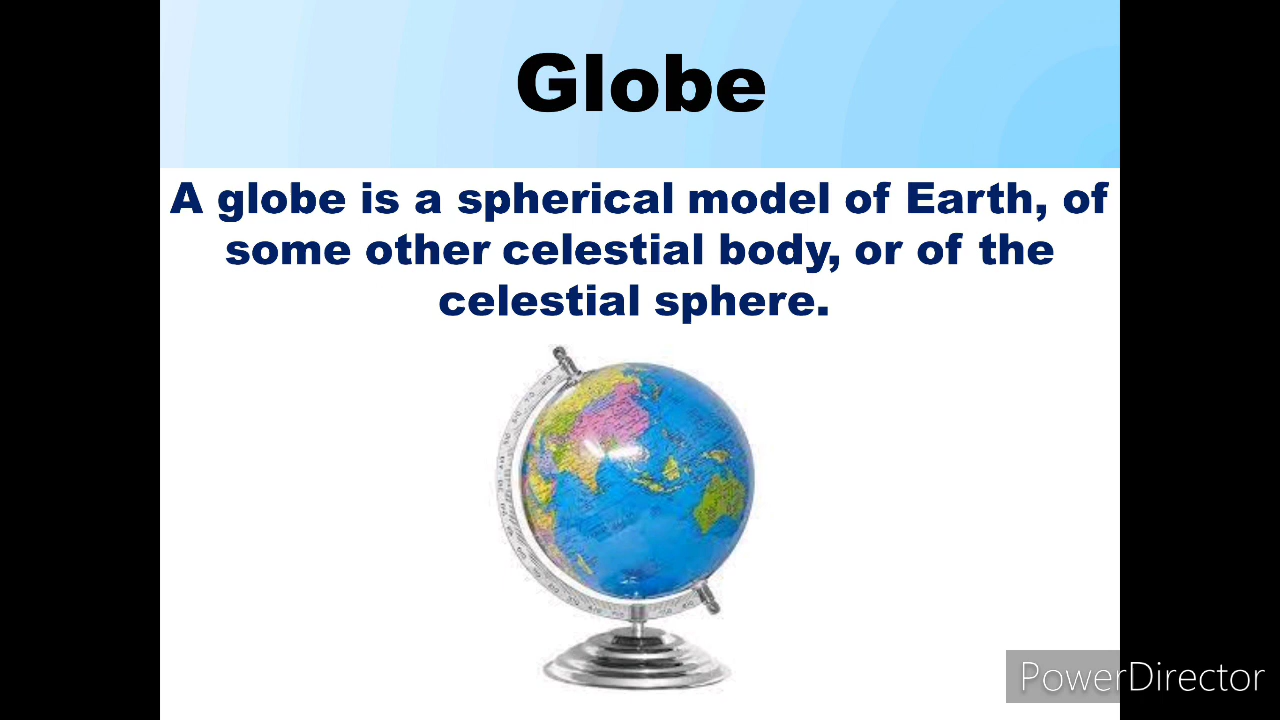 Globe
A globe is a spherical model of Earth, of
some other celestial body, or of the
celestial sphere.
PowerDirector